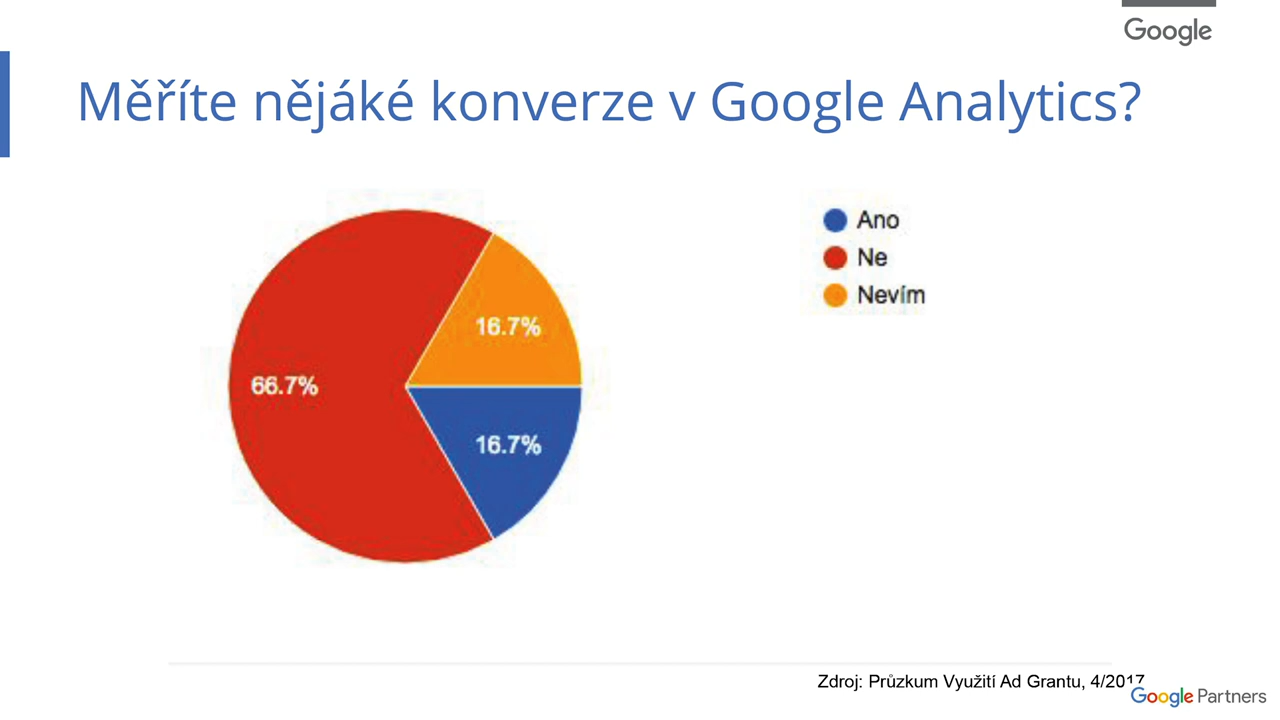 Google
Měříte nějáké konverze v Google Analytics?
Ano
Ne
Nevím
16.7%
66.7%
16.7%
Zdroj: Průzkum Využití Ad Grantu, 4/2017
Google Partners